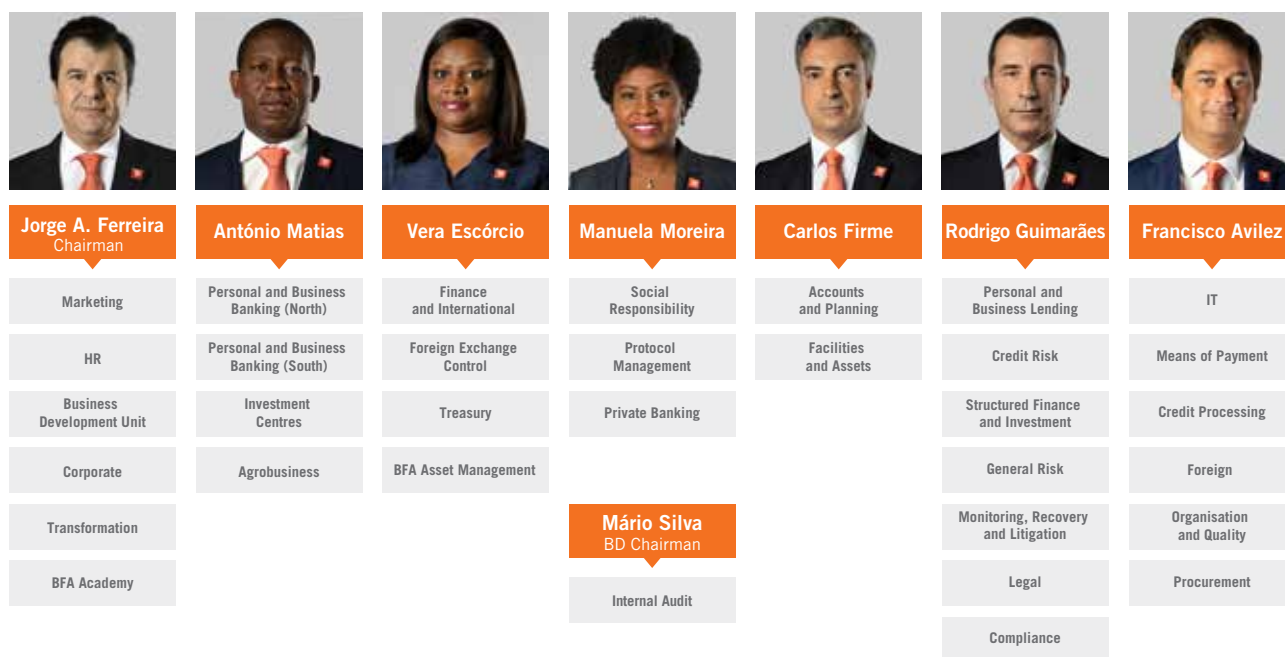 Jorge A. Ferreira
Chairman
Marketing
HR
Business
Development Unit
Corporate
Transformation
BFA Academy
António Matias
Personal and Business
Banking (North)
Personal and Business
Banking (South)
Investment
Centres
Agrobusiness
Vera Escórcio
Finance
and International
Foreign Exchange
Control
Treasury
BFA Asset Management
Manuela Moreira
Social
Responsibility
Protocol
Management
Private Banking
Mário Silva
BD Chairman
Internal Audit
Carlos Firme
Accounts
and Planning
Facilities
and Assets
Rodrigo Guimarães
Personal and
Business Lending
Credit Risk
Structured Finance
and Investment
General Risk
Monitoring, Recovery
and Litigation
Legal
Compliance
Francisco Avilez
IT
Means of Payment
Credit Processing
Foreign
Organisation
and Quality
Procurement